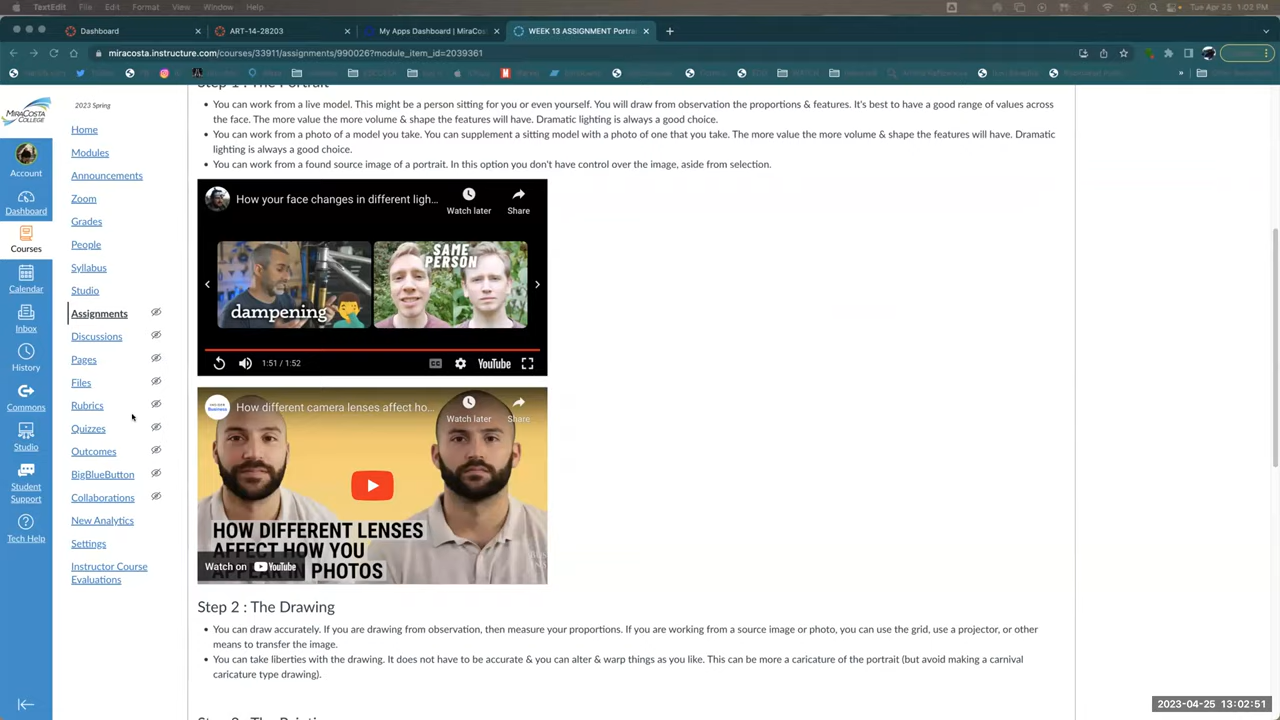 TextEdit File Edit Format View Window Help
Tue Apr 25 1:03 PM
Dashboard
ART-14-28203
My Apps Dashboard | MiraCos
WEEK 13 ASSIGNMENT Portrai
miracosta.instructure.com/courses/33911/assignments/990026?module_item_id=2039361
2023 Spring
MIRACOSTA
COLLEGE
Account
Dashboard
Courses
Calendar
Inbox
History
Commons
Studio
Student
Support
Tech Help
Home
Modules
Announcements
Zoom
Grades
People
Syllabus
Studio
Assignments
Discussions
Pages
Files
Rubrics
Quizzes
Outcomes
BigBlueButton
Collaborations
New Analytics
Settings
Instructor Course
Evaluations
Step 1 : The Portrait
• You can work from a live model. This might be a person sitting for you or even yourself. You will draw from observation the proportions & features. It's best to have a good range of values across
the face. The more value the more volume & shape the features will have. Dramatic lighting is always a good choice.
• You can work from a photo of a model you take. You can supplement a sitting model with a photo of one that you take. The more value the more volume & shape the features will have. Dramatic
lighting is always a good choice.
• You can work from a found source image of a portrait. In this option you don't have control over the image, aside from selection.
How your face changes in different ligh...
Watch later
Share
dampening
SAME
PERSON
1:51 / 1:52
CC
YouTube
How different camera lenses affect ho...
Watch later
Share
HOW DIFFERENT LENSES
AFFECT HOW YOU
APPEAR IN PHOTOS
Watch on YouTube
Step 2 : The Drawing
• You can draw accurately. If you are drawing from observation, then measure your proportions. If you are working from a source image or photo, you can use the grid, use a projector, or other
means to transfer the image.
• You can take liberties with the drawing. It does not have to be accurate & you can alter & warp things as you like. This can be more a caricature of the portrait (but avoid making a carnival
caricature type drawing).
2023-04-25 13:02:51